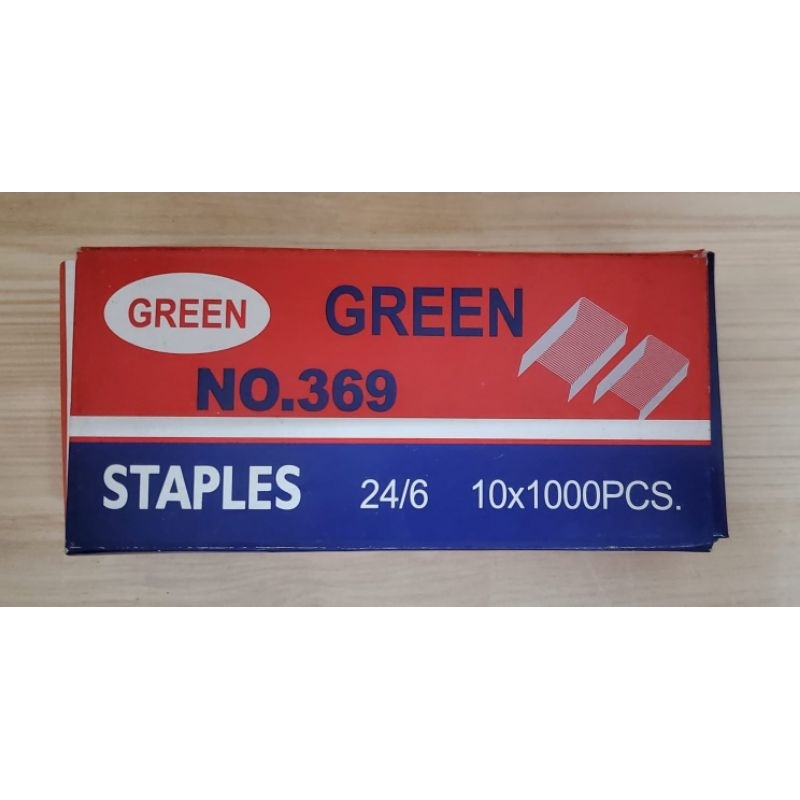 GREEN
GREEN
NO.369
STAPLES 24/6 10x1000PCS.